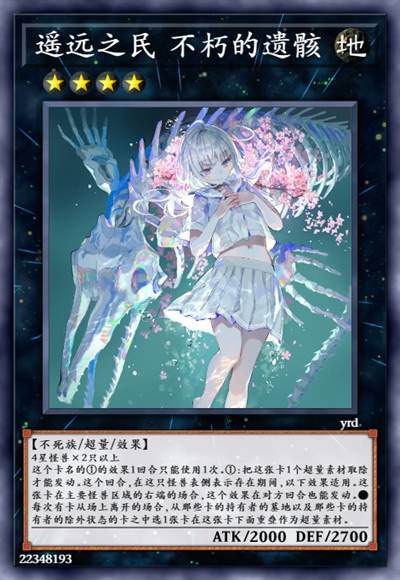 遥远之民 不朽的遗骸 地
yrd
【不死族/超量/效果】
4星怪兽×2只以上
这个卡名的①的效果1回合只能使用1次。①:把这张卡1个超量素材取除
才能发动。这个回合,在这只怪兽表侧表示存在期间,以下效果适用。这
张卡在主要怪兽区域的右端的场合,这个效果在对方回合也能发动。●
每次有卡从场上离开的场合,从那些卡的持有者的墓地以及那些卡的持
有者的除外状态的卡之中选1张卡在这张卡下面重叠作为超量素材。
ATK/2000 DEF/2700
22348193